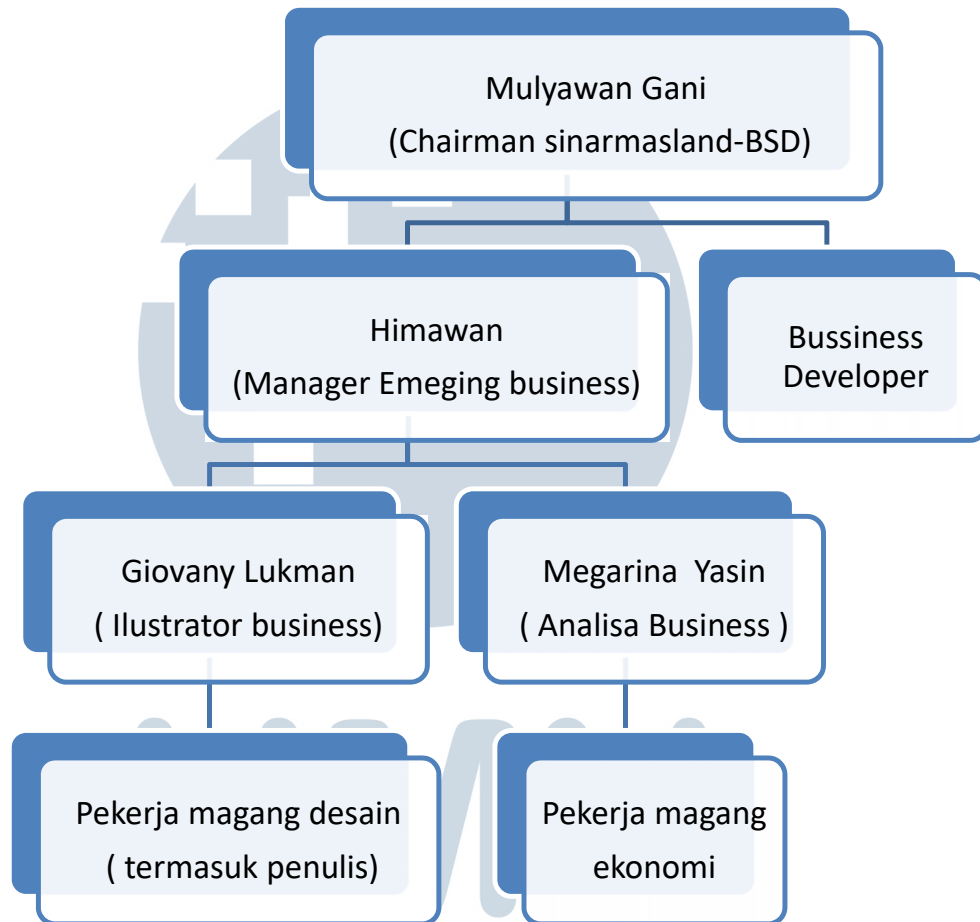 Mulyawan Gani
(Chairman sinarmasland-BSD)
Himawan
(Manager Emeging business)
Bussiness
Developer
Giovany Lukman
( Ilustrator business)
Megarina  Yasin
( Analisa Business )
Pekerja magang desain
( termasuk penulis)
Pekerja magang
ekonomi